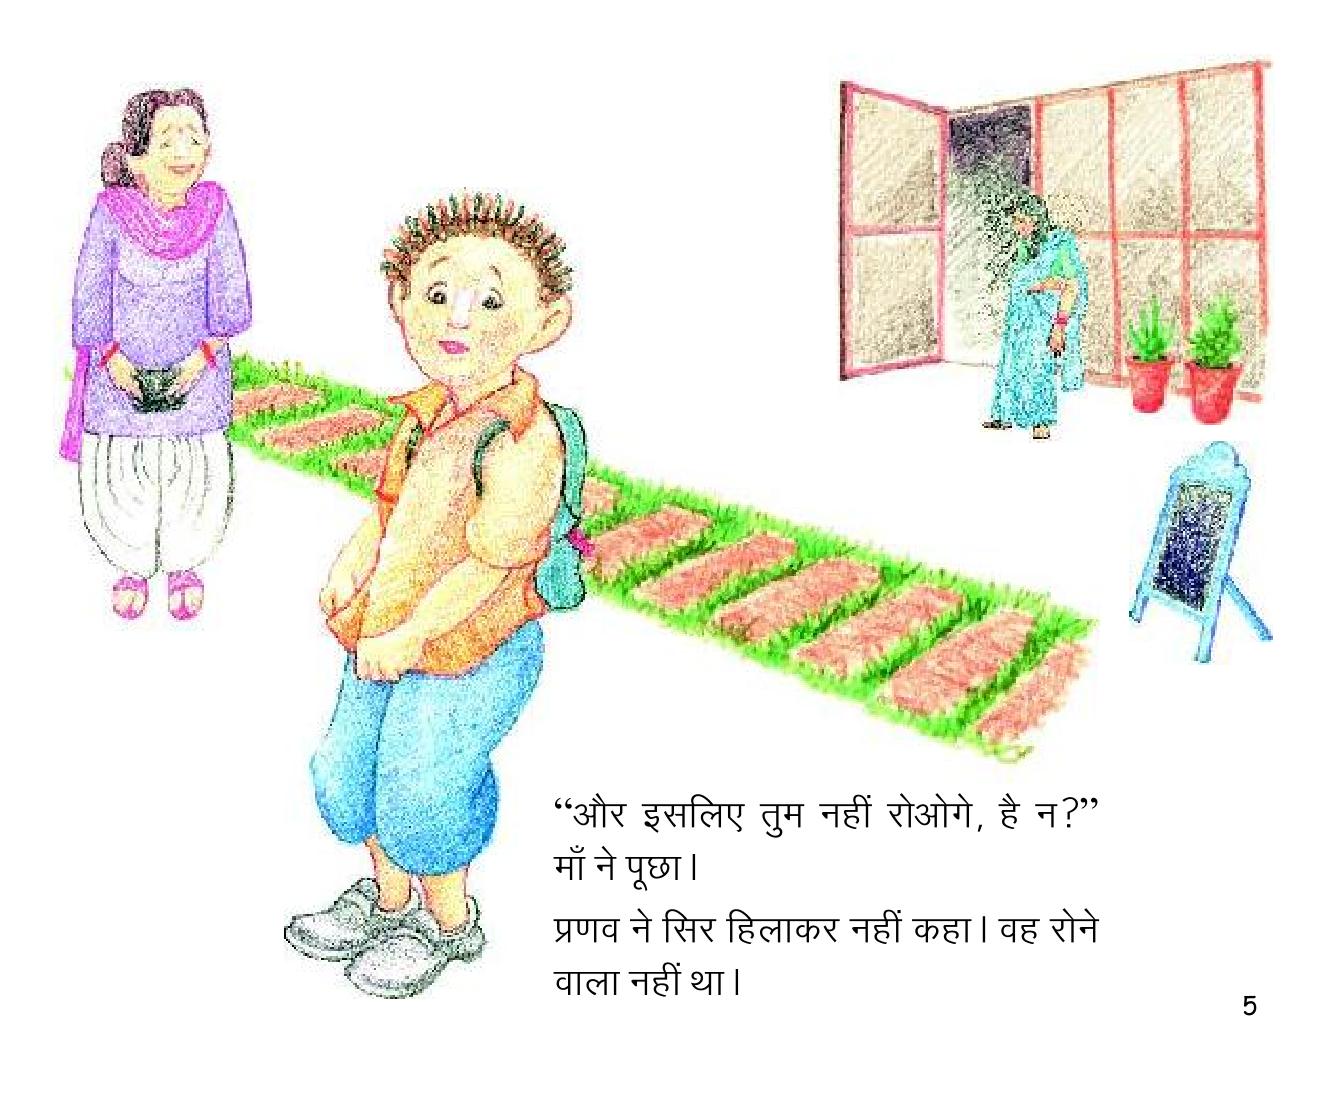 “और इसलिए तुम नहीं रोओगे, है न?”
माँ ने पूछा।
प्रणव ने सिर हिलाकर नहीं कहा। वह रोने
वाला नहीं था।
5